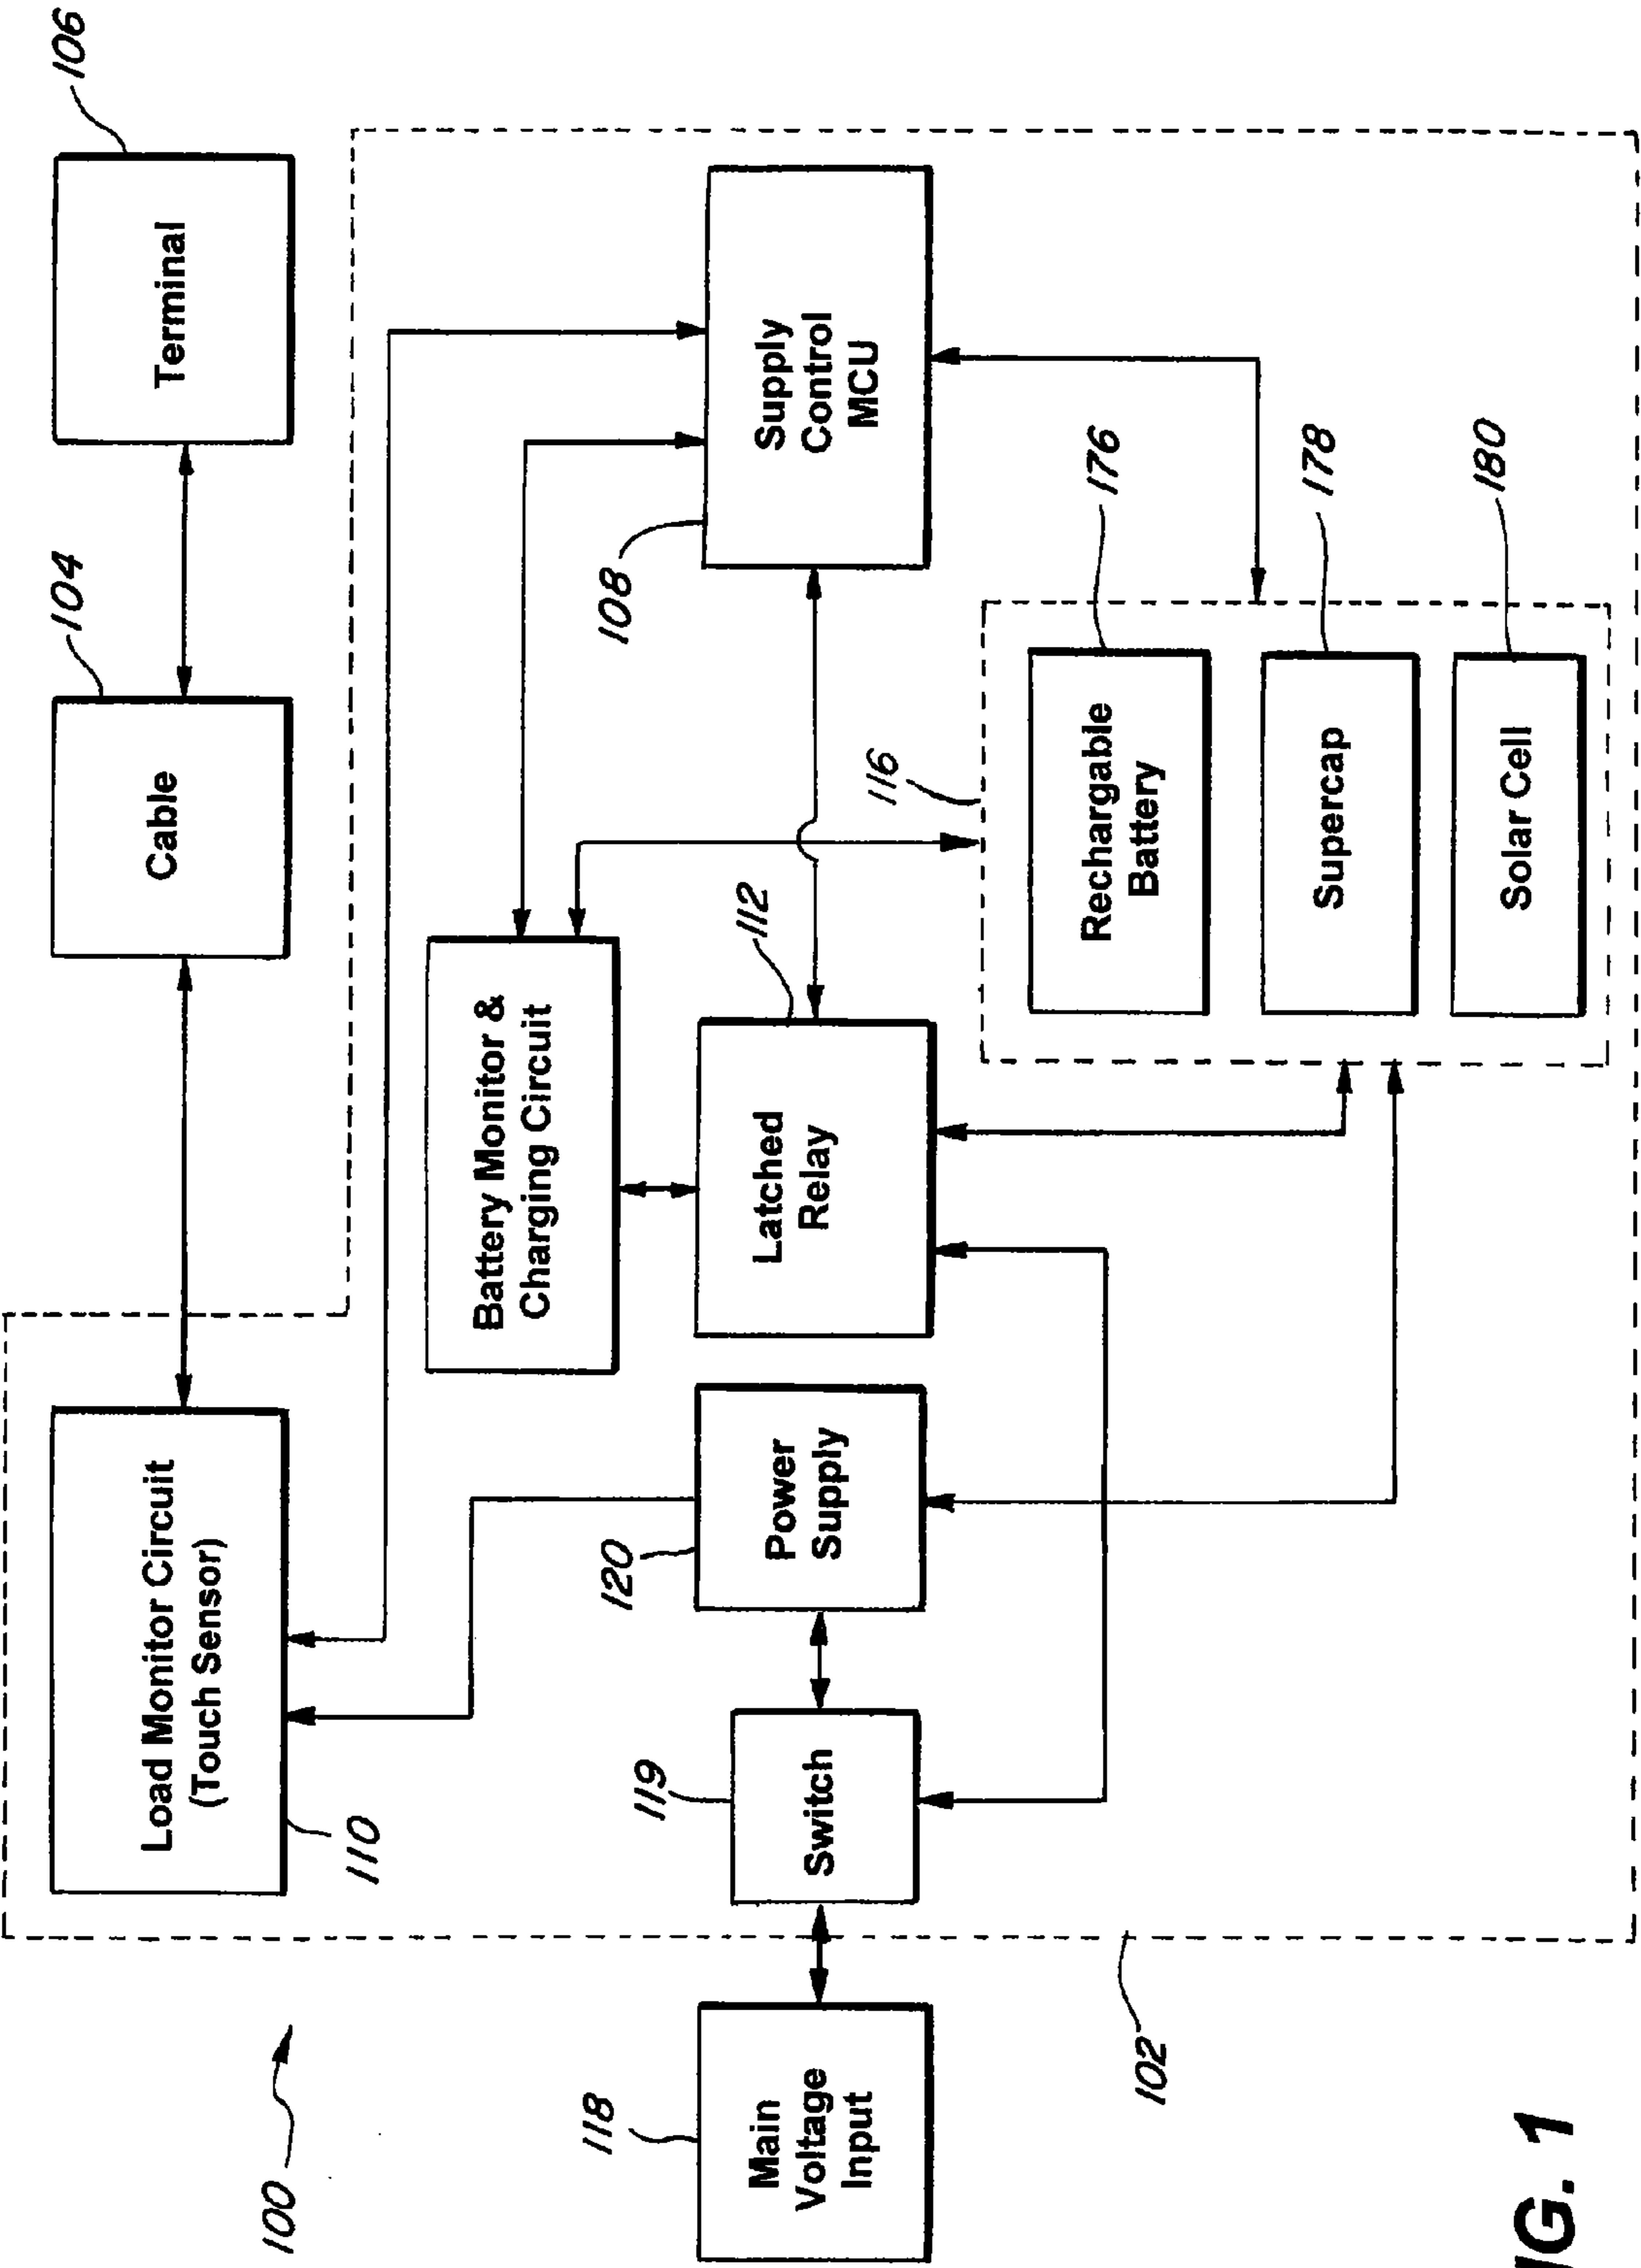 106
104
Load Monitor Circuit
(Touch Sensor)
Cable
Terminal
110
100
Battery Monitor &
Charging Circuit
118
119
120
112
108
Main
Voltage
Input
Switch
Power
Supply
Latched
Relay
Supply
Control
MCU
116
176
Rechargable
Battery
102
178
Supercap
180
Solar Cell
IG. 1